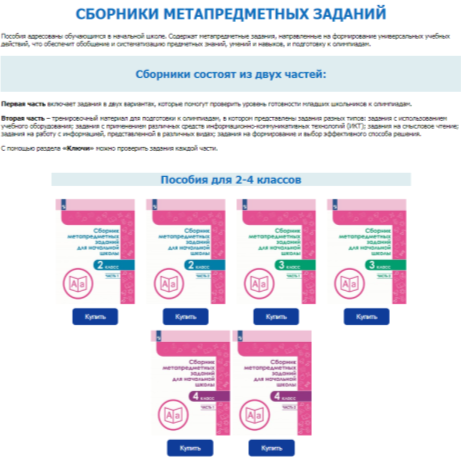 СБОРНИКИ МЕТАПРЕДМЕТНЫХ ЗАДАНИЙ
Пособия адресованы обучающимся в начальной школе. Содержат метапредметные задания, направленные на формирование универсальных учебных
действий, что обеспечит обобщение и систематизацию предметных знаний, умений и навыков, и подготовку к олимпиадам.
Сборники состоят из двух частей:
Первая часть включает задания в двух вариантах, которые помогут проверить уровень готовности младших школьников к олимпиадам.
Вторая часть – тренировочный материал для подготовки к олимпиадам, в котором представлены задания разных типов: задания с использованием
учебного оборудования; задания с применением различных средств информационно-коммуникативных технологий (ИКТ); задания на смысловое чтение;
задания на работу с информацией, представленной в различных видах; задания на формирование и выбор эффективного способа решения.
С помощью раздела «Ключи» можно проверить задания каждой части.
Пособия для 2-4 классов
Сборник
метапредметных
заданий
для начальной
школы
2 КЛАСС
ЧАСТЬ 1
Аа
Купить
Сборник
метапредметных
заданий
для начальной
школы
2 КЛАСС
ЧАСТЬ 2
Аа
Купить
Сборник
метапредметных
заданий
для начальной
школы
3 КЛАСС
ЧАСТЬ 1
Аа
Купить
Сборник
метапредметных
заданий
для начальной
школы
3 КЛАСС
ЧАСТЬ 2
Аа
Купить
Сборник
метапредметных
заданий
для начальной
школы
4 КЛАСС
ЧАСТЬ 1
Аа
Купить
Сборник
метапредметных
заданий
для начальной
школы
4 КЛАСС
ЧАСТЬ 2
Аа
Купить